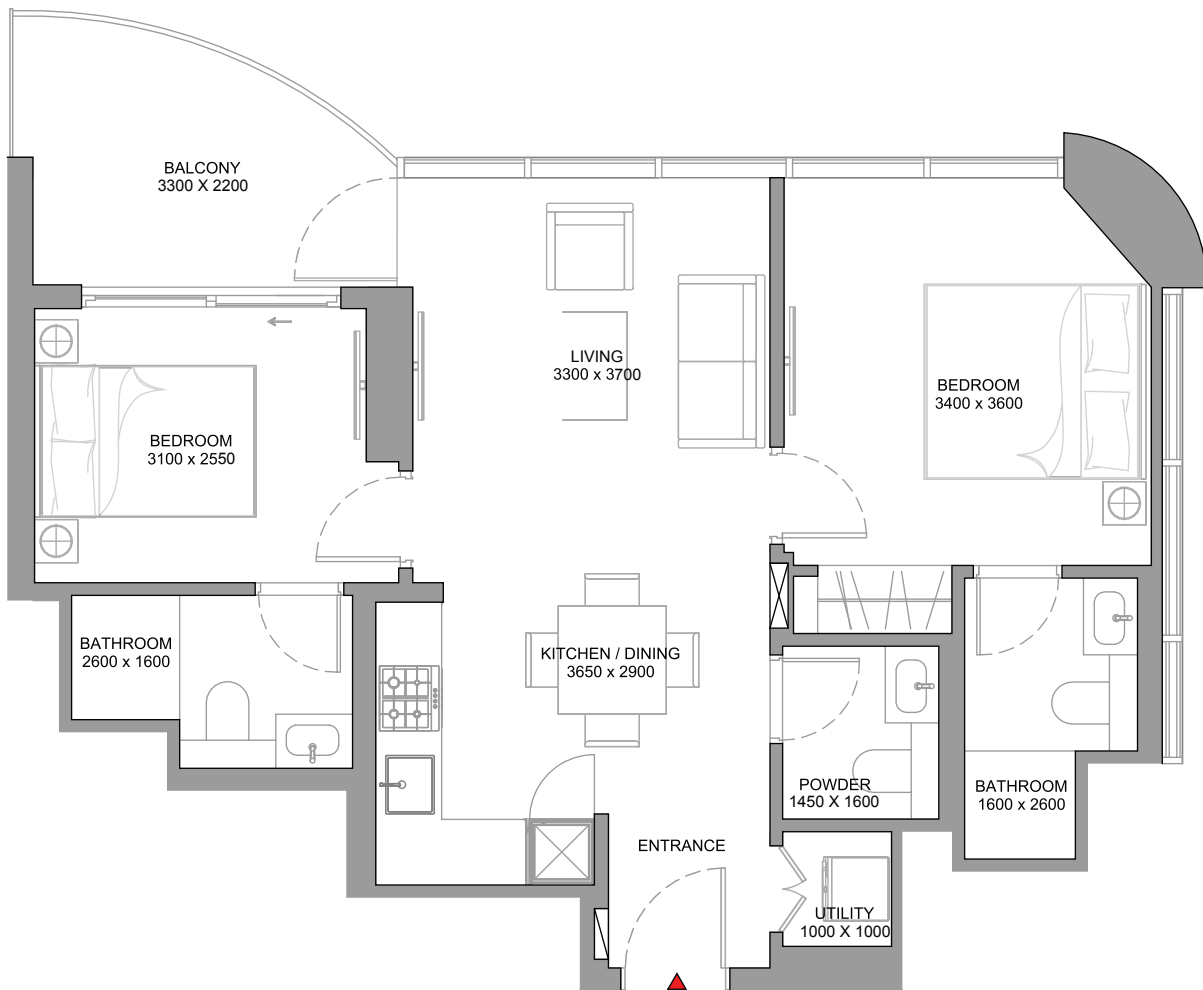 BALCONY
3300 X 2200
LIVING
3300 x 3700
BEDROOM
3400 x 3600
BEDROOM
3100 x 2550
BATHROOM
2600 x 1600
KITCHEN / DINING
3650 x 2900
POWDER
1450 X 1600
BATHROOM
1600 x 2600
ENTRANCE
UTILITY
1000 X 1000